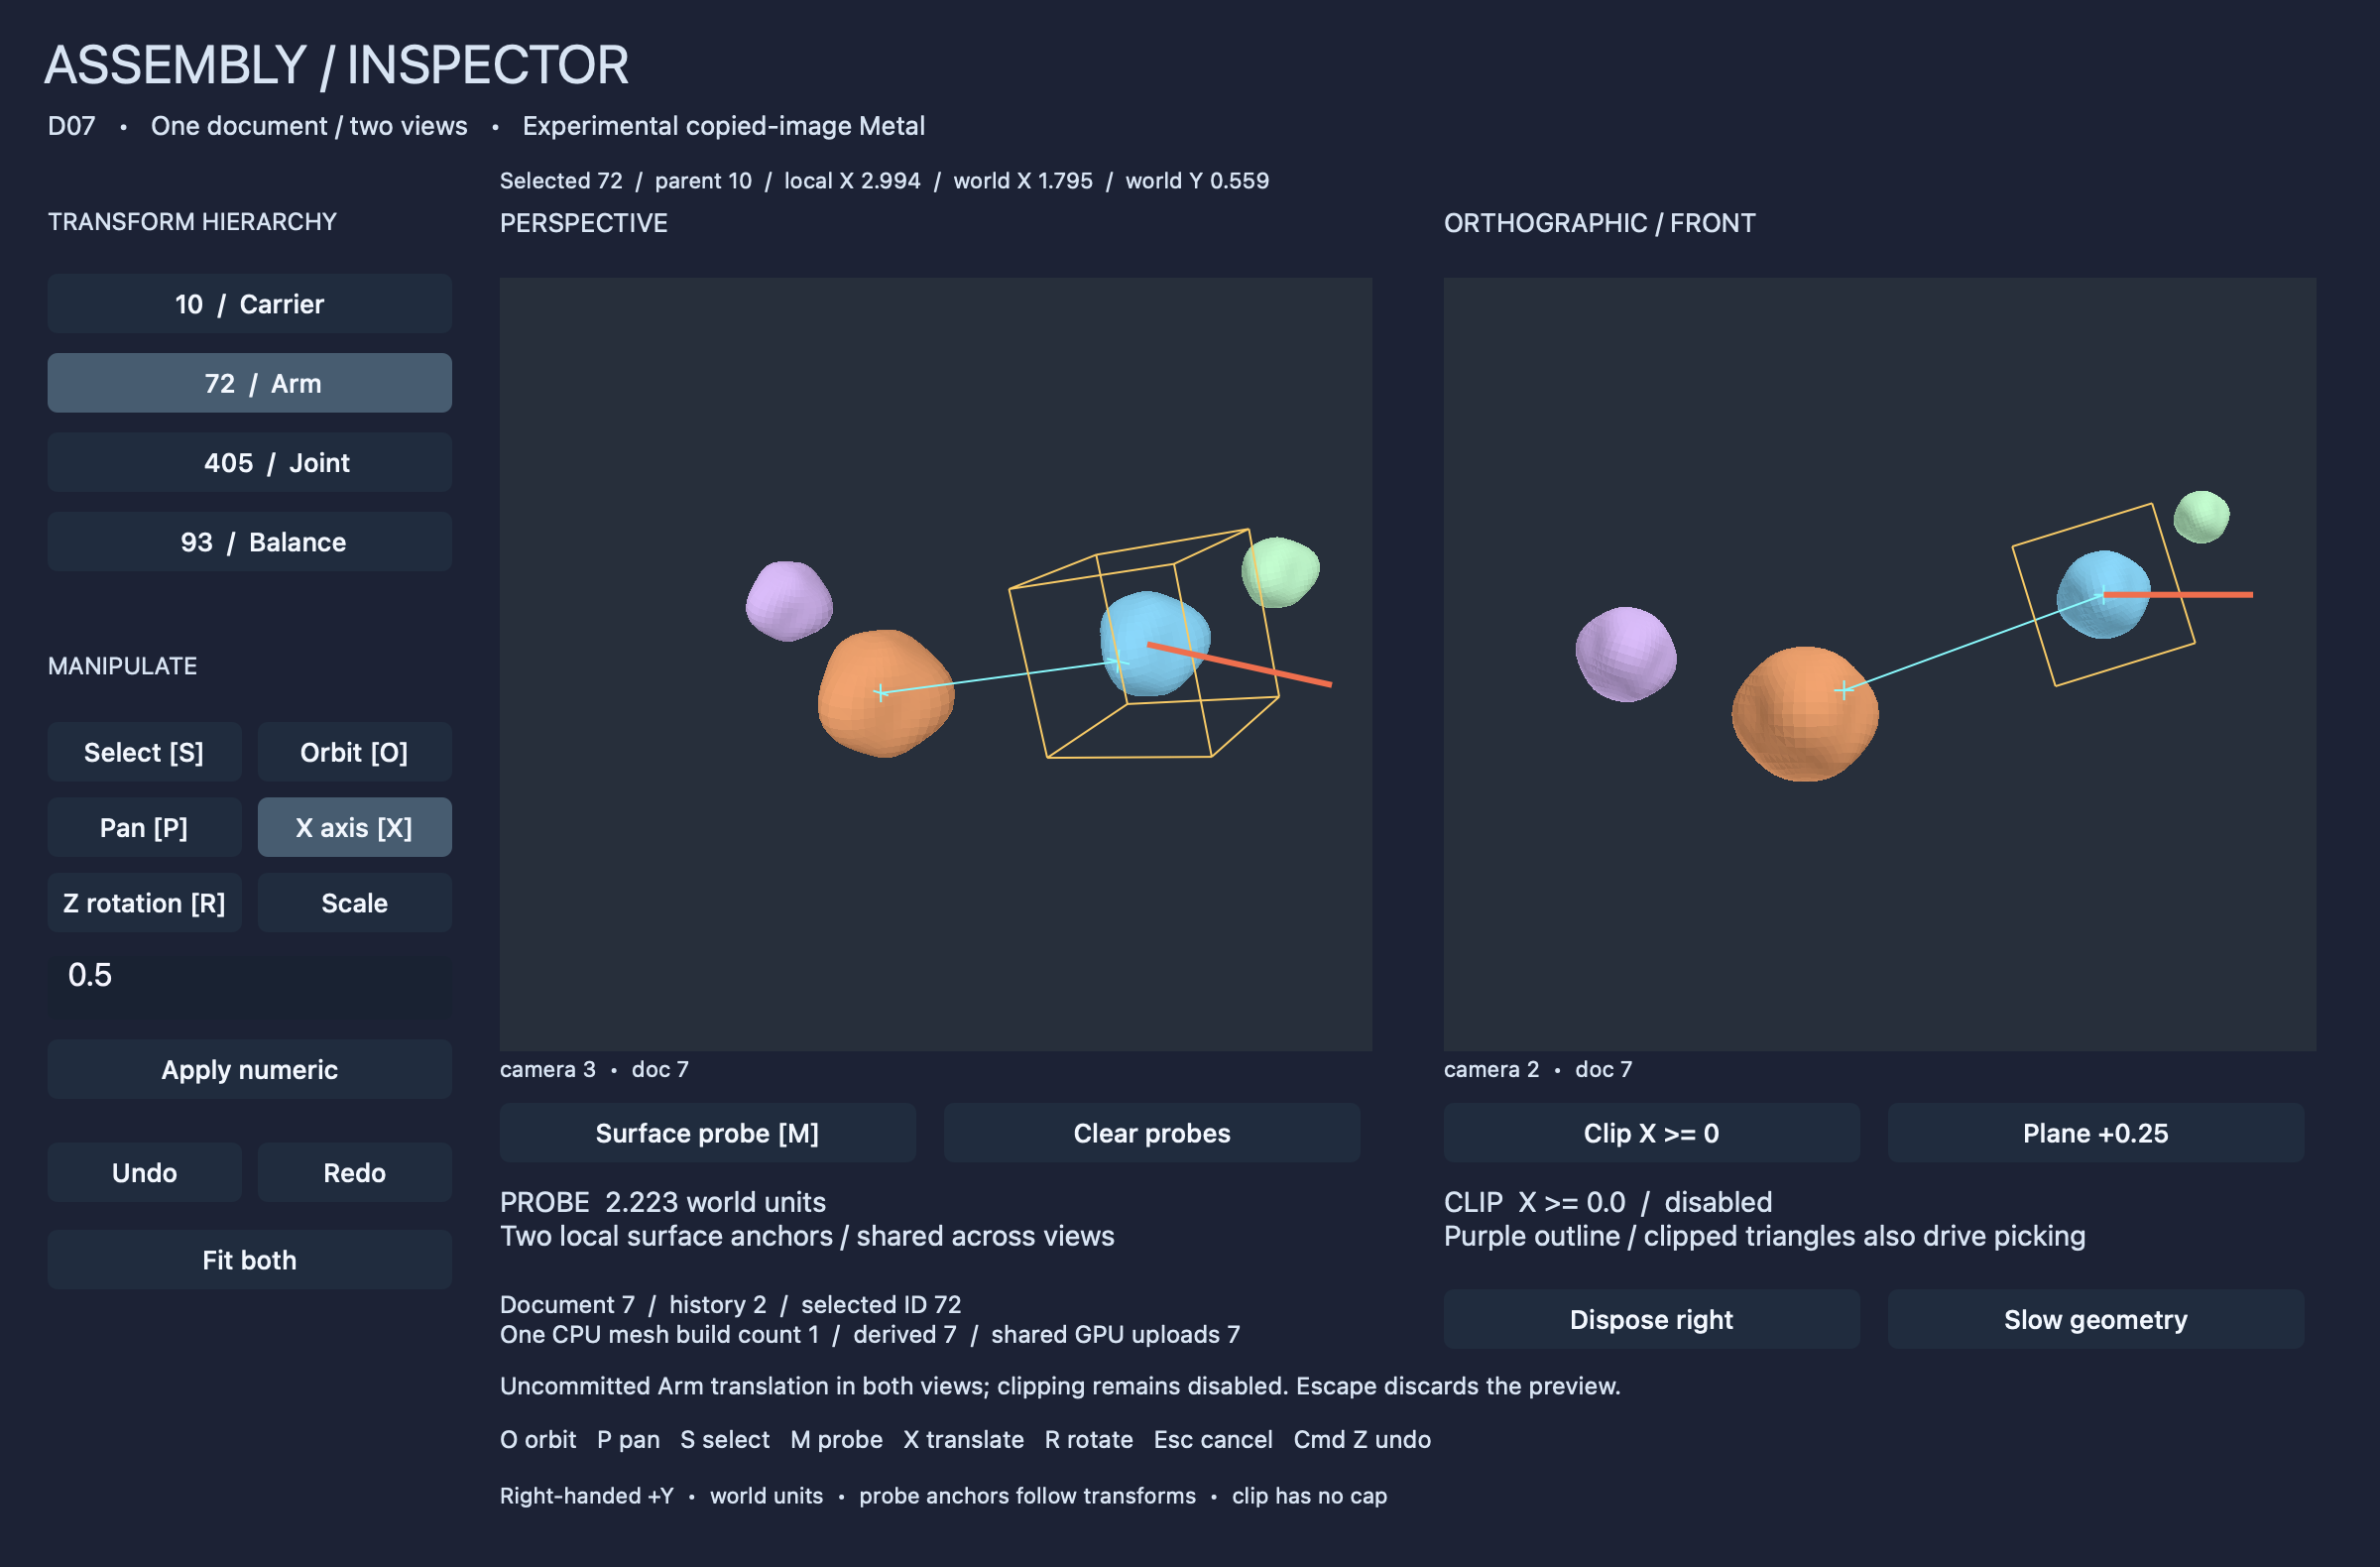 ASSEMBLY / INSPECTOR
D07 • One document / two views • Experimental copied-image Metal
Selected 72 / parent 10 / local X 2.994 / world X 1.795 / world Y 0.559
TRANSFORM HIERARCHY
10 / Carrier
72 / Arm
405 / Joint
93 / Balance
MANIPULATE
Select [S]
Orbit [O]
Pan [P]
X axis [X]
Z rotation [R]
Scale
0.5
Apply numeric
Undo
Redo
Fit both
PERSPECTIVE
camera 3 • doc 7
Surface probe [M]
Clear probes
PROBE 2.223 world units
Two local surface anchors / shared across views
ORTHOGRAPHIC / FRONT
camera 2 • doc 7
Clip X >= 0
Plane +0.25
CLIP X >= 0.0 / disabled
Purple outline / clipped triangles also drive picking
Dispose right
Slow geometry
Document 7 / history 2 / selected ID 72
One CPU mesh build count 1 / derived 7 / shared GPU uploads 7
Uncommitted Arm translation in both views; clipping remains disabled. Escape discards the preview.
O orbit P pan S select M probe X translate R rotate Esc cancel Cmd Z undo
Right-handed +Y • world units • probe anchors follow transforms • clip has no cap